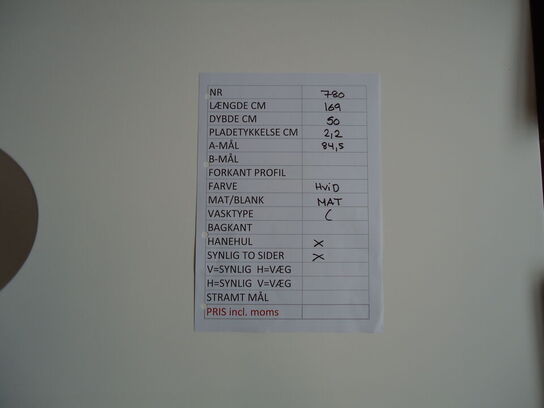 NR 780
LÆNGDE CM 169
DYBDE CM 50
PLADETYKKELSE CM 2,2
A-MÅL 84,5
B-MÅL
FORKANT PROFIL
FARVE HVID
MAT/BLANK MAT
VASKTYPE C
BAGKANT
HANEHUL X
SYNLIG TO SIDER X
V=SYNLIG H=VÆG
H=SYNLIG V=VÆG
STRAMT MÅL
PRIS incl. moms